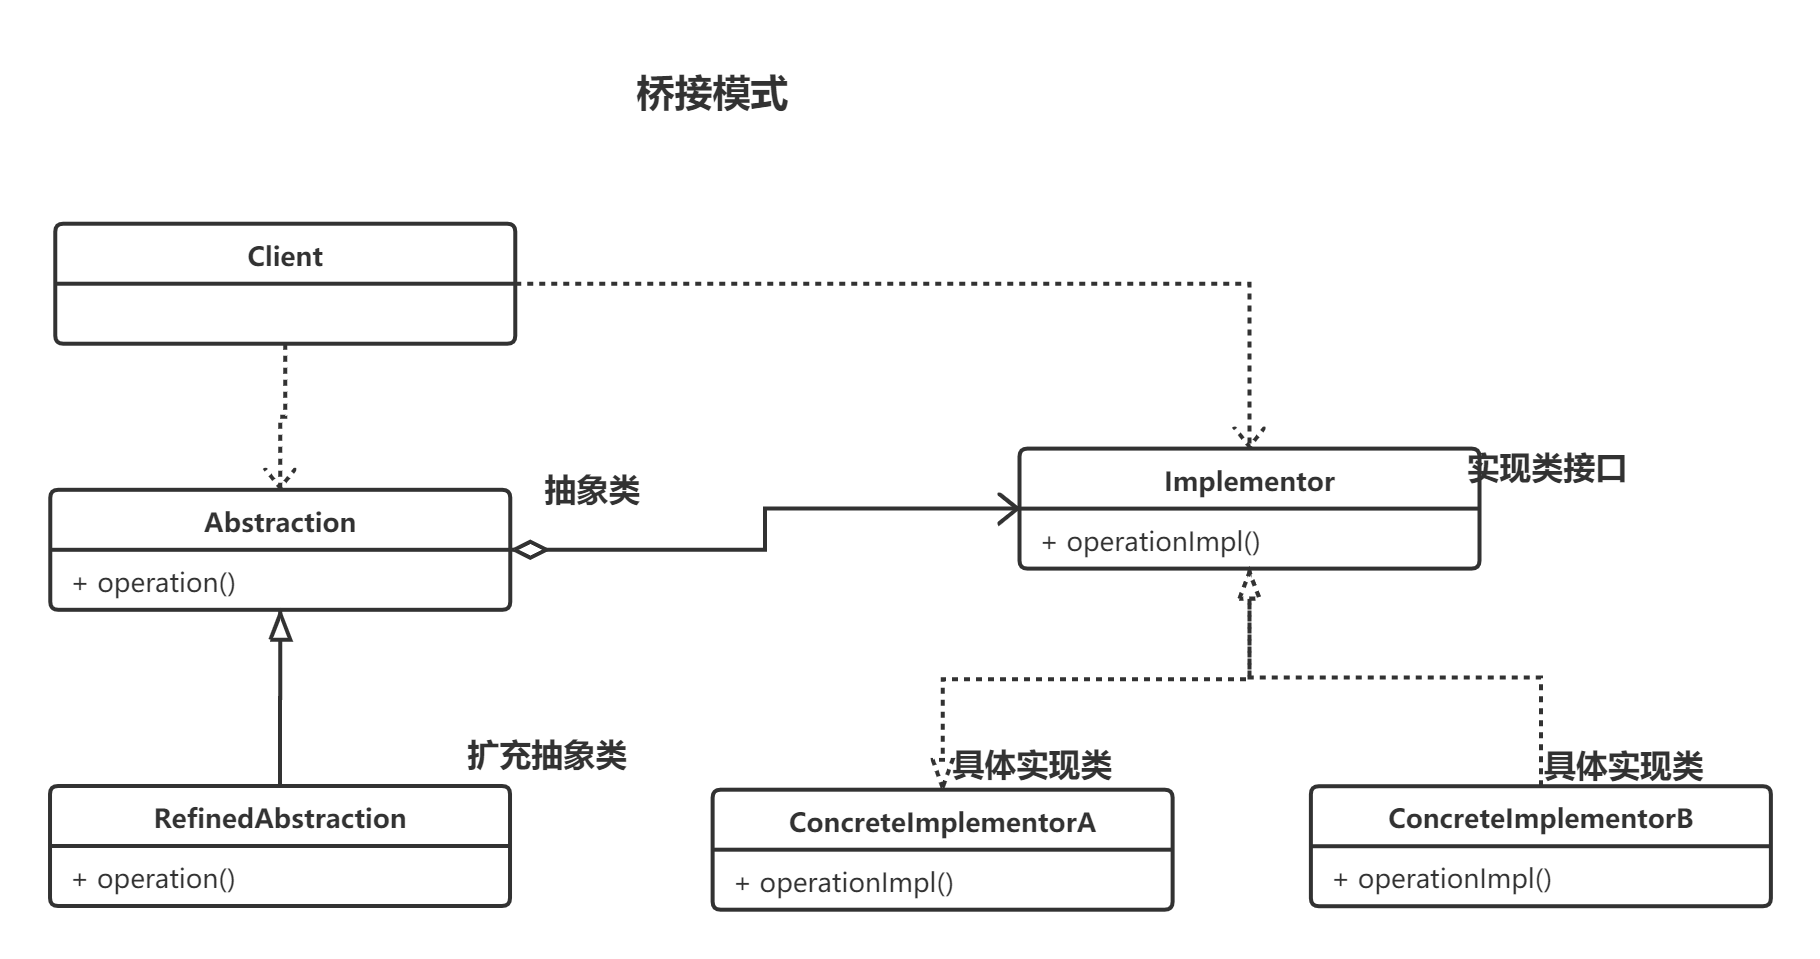 桥接模式
Client
抽象类
Abstraction
+ operation()
实现类接口
Implementor
+ operationImpl()
扩充抽象类
RefinedAbstraction
+ operation()
具体实现类
ConcreteImplementorA
+ operationImpl()
具体实现类
ConcreteImplementorB
+ operationImpl()